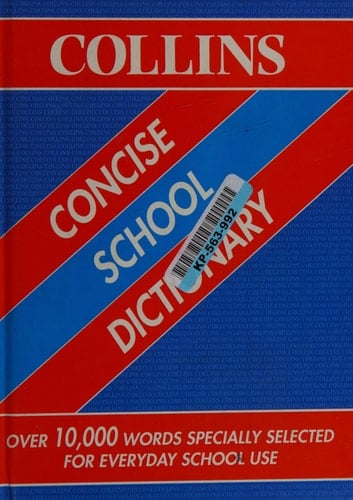 COLLINS
CONCISE
SCHOOL
DICTIONARY
KP-563-992
OVER 10,000 WORDS SPECIALLY SELECTED
FOR EVERYDAY SCHOOL USE